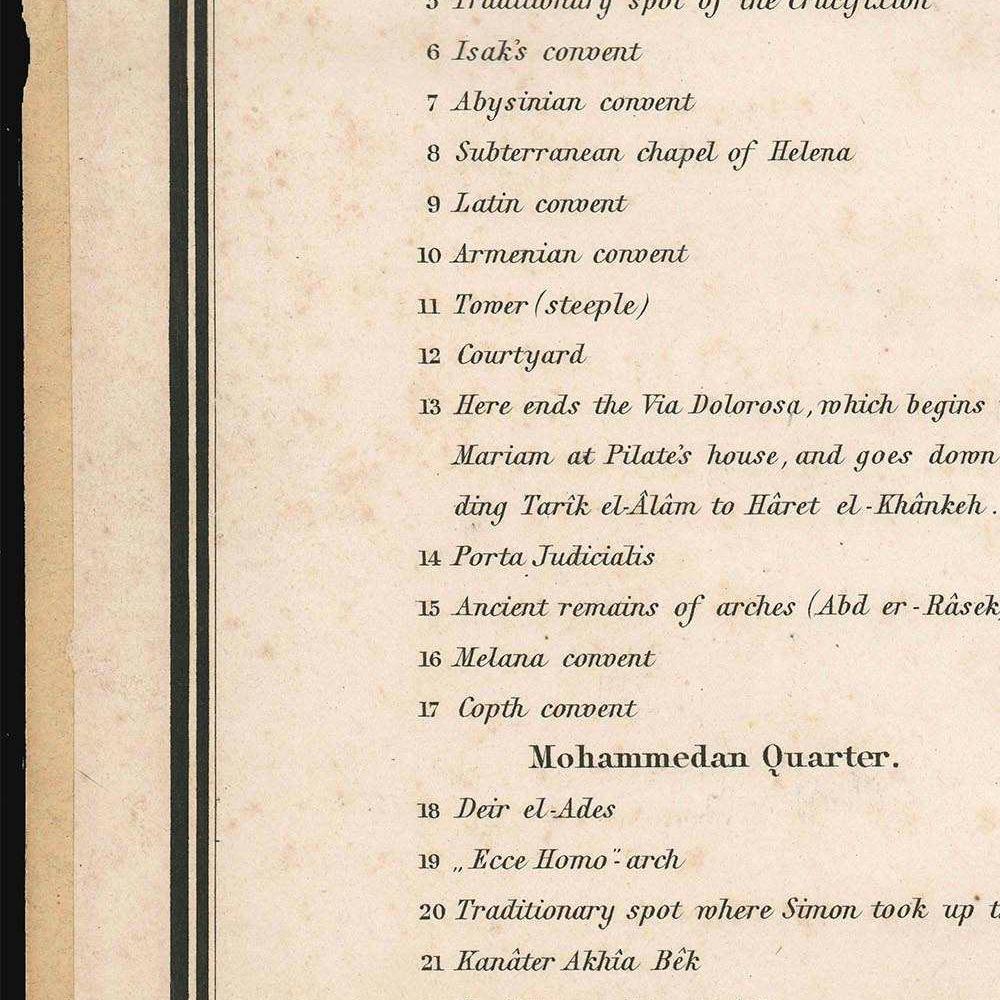 5 Traditionary spot of the crucifixion
6 Isak's convent
7 Abysinian convent
8 Subterranean chapel of Helena
9 Latin convent
10 Armenian convent
11 Tower (steeple)
12 Courtyard
13 Here ends the Via Dolorosa, which begins
Mariam at Pilate's house, and goes down
ding Tarîk el-Âlâm to Hâret el-Khânkeh.
14 Porta Judicialis
15 Ancient remains of arches (Abd er-Râsek)
16 Melana convent
17 Copth convent
Mohammedan Quarter.
18 Deir el-Ades
19 „Ecce Homo"-arch
20 Traditionary spot where Simon took up
21 Kanâter Akhîa Bêk